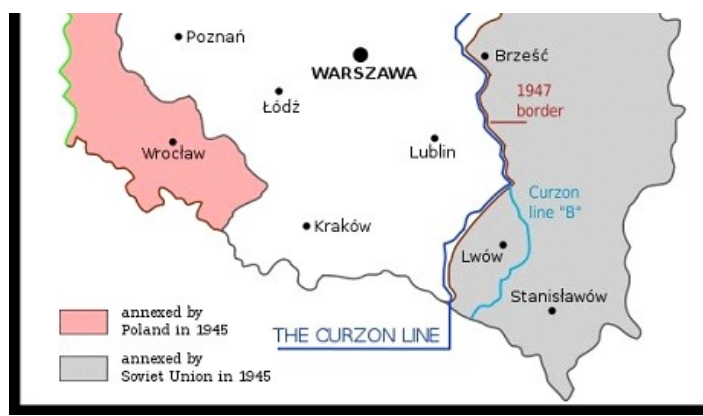 Poznań
WARSZAWA
Brześć
Łódź
1947
border
Wrocław
Lublin
Curzon
line "B"
Kraków
Lwów
Stanisławów
annexed by
Poland in 1945
THE CURZON LINE
annexed by
Soviet Union in 1945